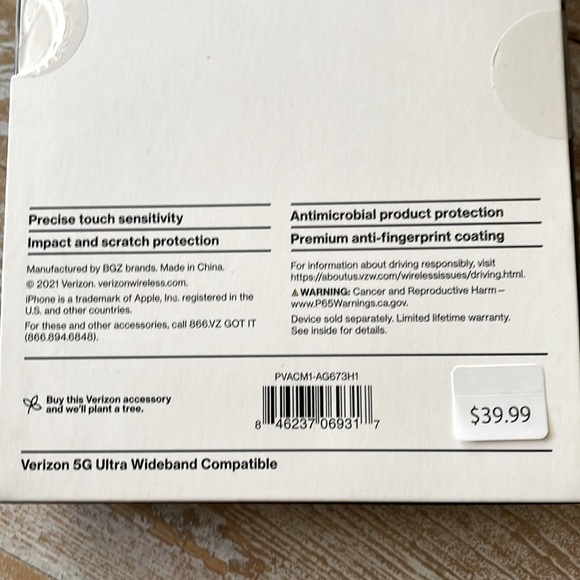 Precise touch sensitivity
Impact and scratch protection
Manufactured by BGZ brands. Made in China.
© 2021 Verizon. verizonwireless.com.
iPhone is a trademark of Apple, Inc. registered in the
U.S. and other countries.
For these and other accessories, call 866.VZ GOT IT
(866.894.6848).
Antimicrobial product protection
Premium anti-fingerprint coating
For information about driving responsibly, visit
https://aboutus.vzw.com/wirelessissues/driving.html.
⚠WARNING: Cancer and Reproductive Harm–
www.P65Warnings.ca.gov.
Device sold separately. Limited lifetime warranty.
See inside for details.
Buy this Verizon accessory
and we'll plant a tree.
PVACM1-AG673H1
8 46237 06931 7
$39.99
Verizon 5G Ultra Wideband Compatible